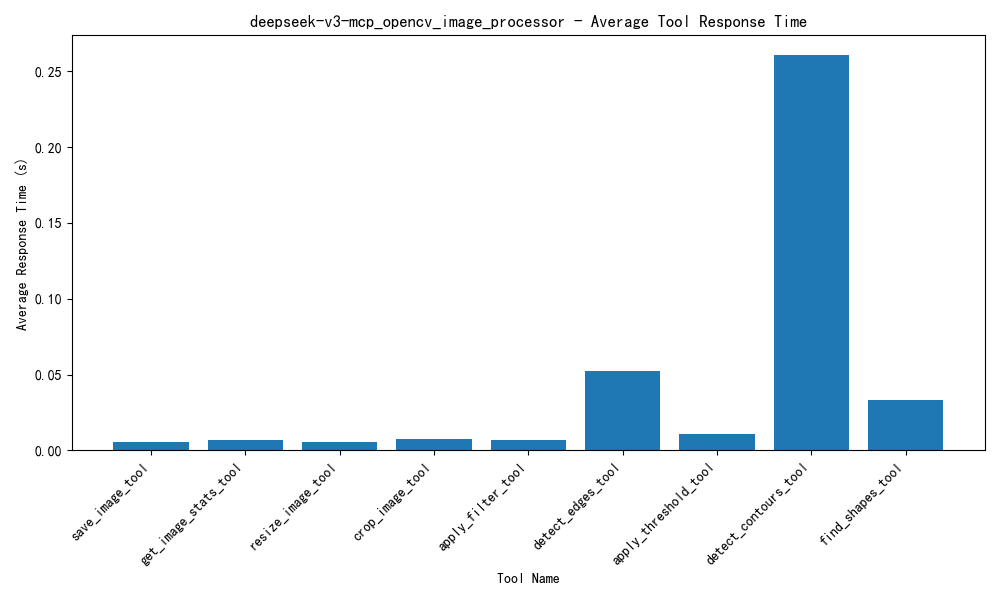 deepseek-v3-mcp_opencv_image_processor - Average Tool Response Time
Average Response Time (s)
0.25
0.20
0.15
0.10
0.05
0.00
save_image_tool
get_image_stats_tool
resize_image_tool
crop_image_tool
apply_filter_tool
detect_edges_tool
apply_threshold_tool
detect_contours_tool
find_shapes_tool
Tool Name